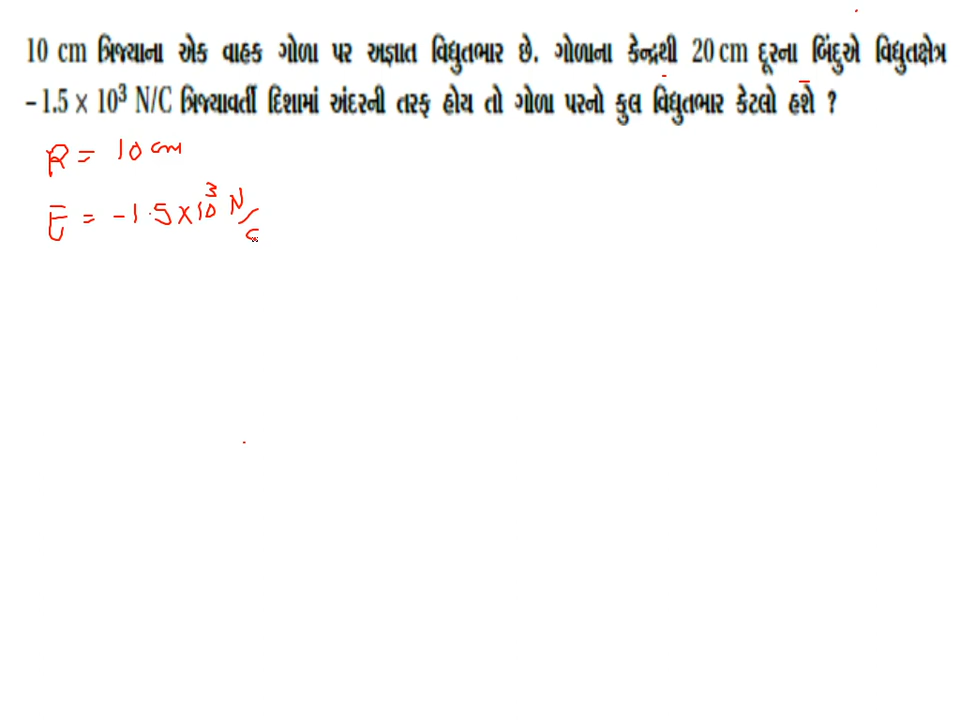 10 cm ત્રિજ્યાના એક વાહક ગોળા પર અજ્ઞાત વિદ્યુતભાર છે. ગોળાના કેન્દ્રથી 20 cm દૂરના બિંદુએ વિદ્યુતક્ષેત્ર
– 1.5 × 10³ N/C ત્રિજ્યાવર્તી દિશામાં અંદરની તરફ હોય તો ગોળા પરનો કુલ વિદ્યુતભાર કેટલો હશે ?
R = 10 cm
E = -1.5 × 10³ N/C